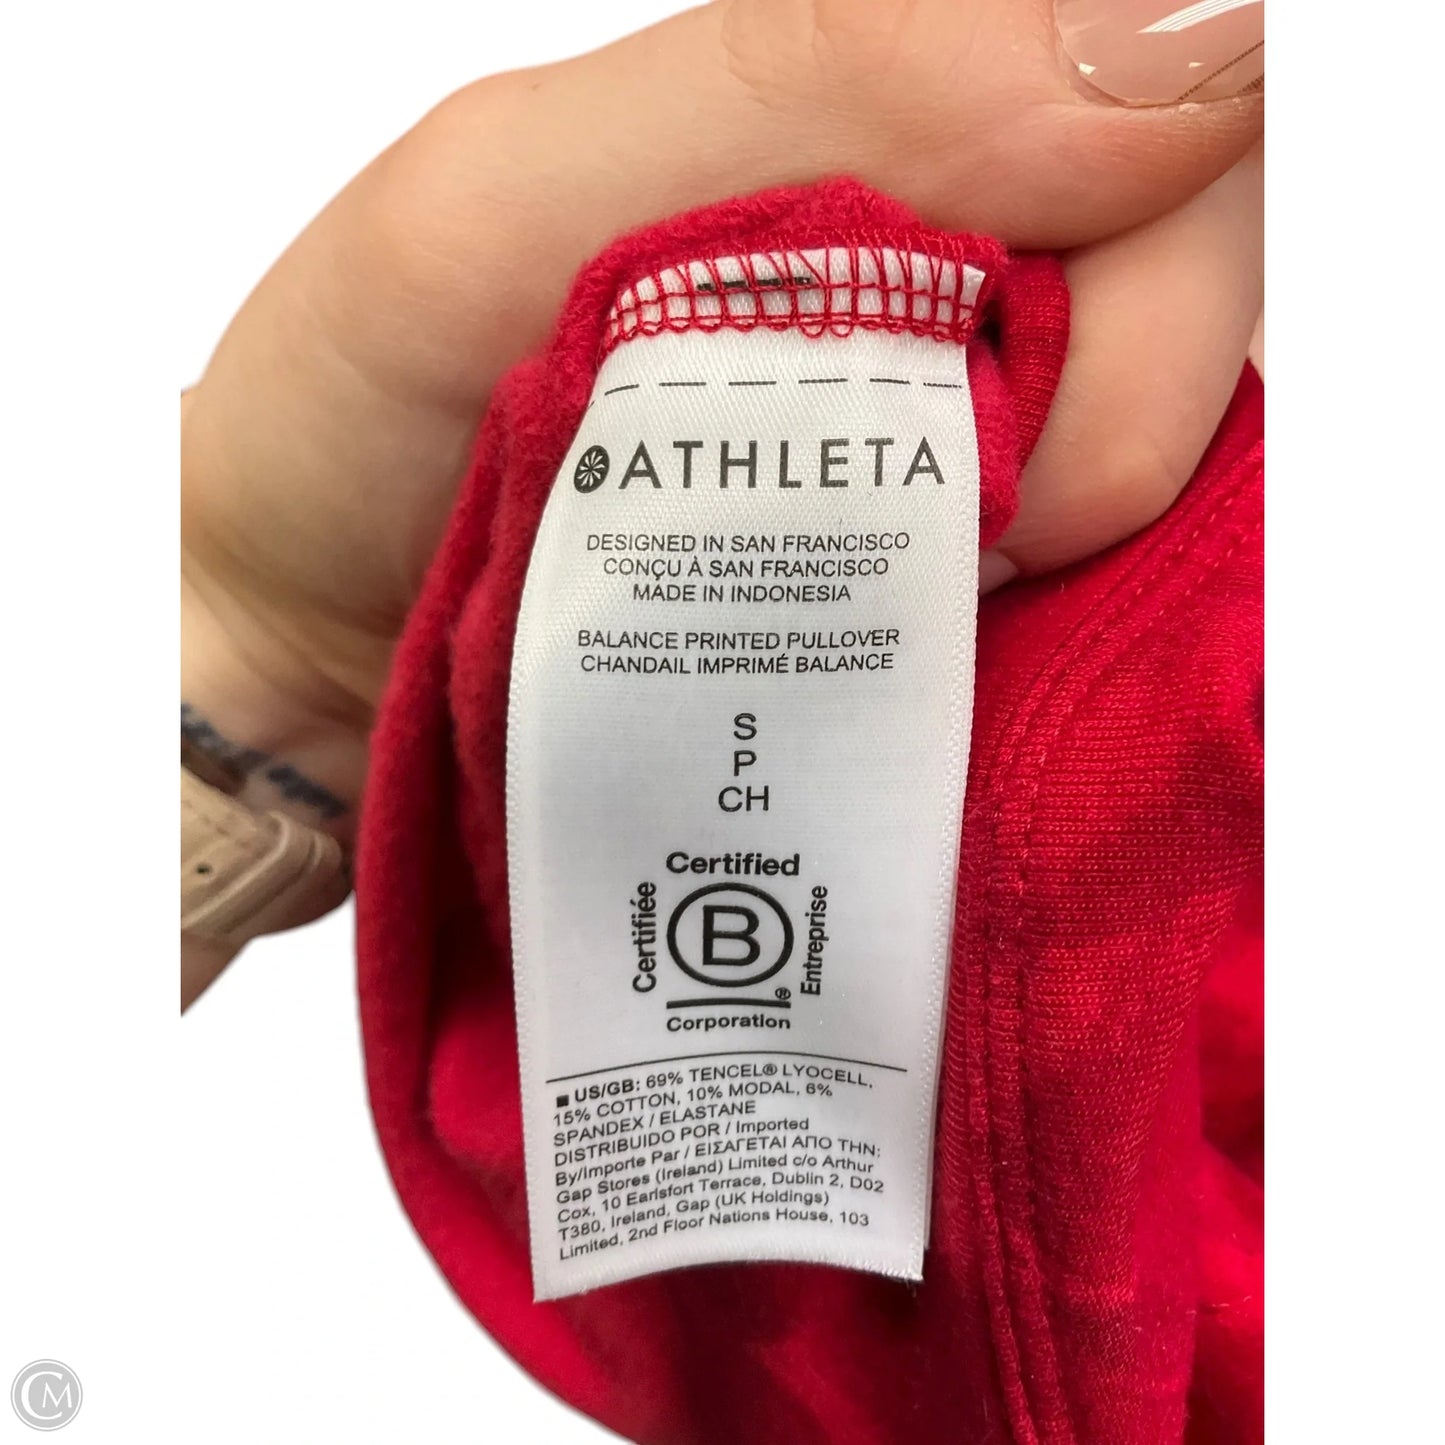 ATHLETA
DESIGNED IN SAN FRANCISCO
CONÇU À SAN FRANCISCO
MADE IN INDONESIA
BALANCE PRINTED PULLOVER
CHANDAIL IMPRIMÉ BALANCE
S
P
CH
Certified
Certifiée
B
®
Entreprise
Corporation
US/GB: 69% TENCEL® LYOCELL,
15% COTTON, 10% MODAL, 6%
SPANDEX / ELASTANE
DISTRIBUIDO POR / Imported
By/Importe Par / ΕΙΣΑΓΕΤΑΙ ΑΠΟ ΤΗΝ:
Gap Stores (Ireland) Limited c/o Arthur
Cox, 10 Earlsfort Terrace, Dublin 2, D02
T380, Ireland, Gap (UK Holdings)
Limited, 2nd Floor Nations House, 103
CM